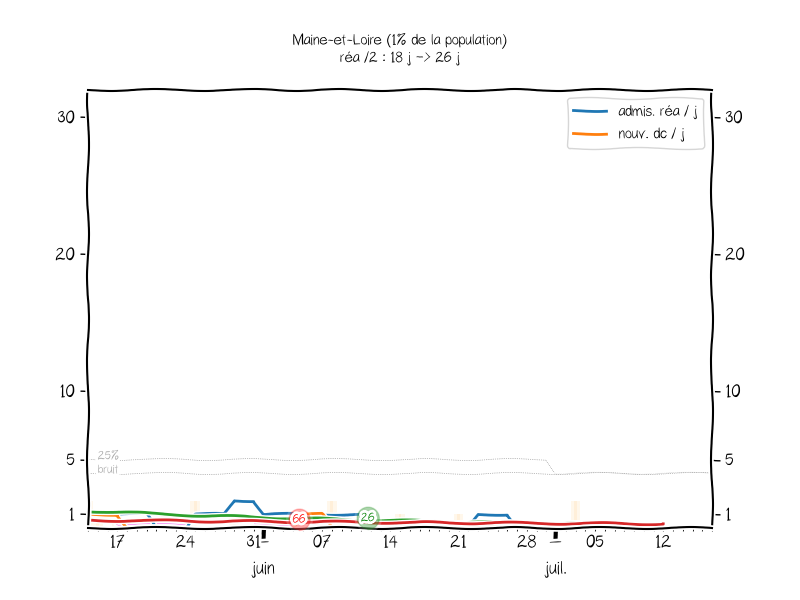 Maine-et-Loire (1% de la population)
réa /2 : 18 j -> 26 j
admis. réa / j
nouv. dc / j
30
30
20
20
10
10
25%
5
5
bruit
1
1
66
26
17 24 31 07 14 21 28 05 12
juin juil.